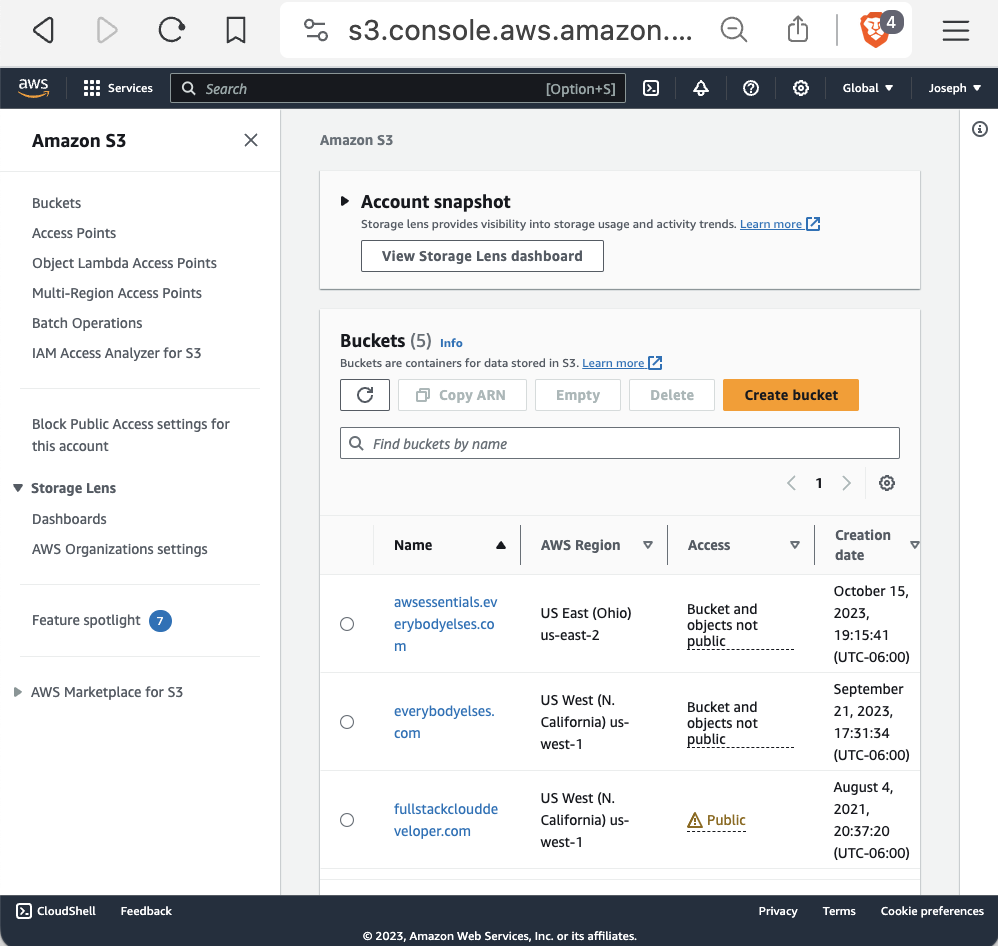 s3.console.aws.amazon....
4
aws
Services
Search
[Option+S]
Global
Joseph
Amazon S3
Buckets
Access Points
Object Lambda Access Points
Multi-Region Access Points
Batch Operations
IAM Access Analyzer for S3
Block Public Access settings for
this account
Storage Lens
Dashboards
AWS Organizations settings
Feature spotlight 7
AWS Marketplace for S3
Amazon S3
Account snapshot
Storage lens provides visibility into storage usage and activity trends. Learn more
View Storage Lens dashboard
Buckets (5) Info
Buckets are containers for data stored in S3. Learn more
Copy ARN
Empty
Delete
Create bucket
Find buckets by name
1
Name
AWS Region
Access
Creation
date
awsessentials.ev
erybodyelses.co
m
US East (Ohio)
us-east-2
Bucket and
objects not
public
October 15,
2023,
19:15:41
(UTC-06:00)
everybodyelses.
com
US West (N.
California) us-
west-1
Bucket and
objects not
public
September
21, 2023,
17:31:34
(UTC-06:00)
fullstackcloudde
veloper.com
US West (N.
California) us-
west-1
Public
August 4,
2021,
20:37:20
(UTC-06:00)
CloudShell
Feedback
Privacy
Terms
Cookie preferences
© 2023, Amazon Web Services, Inc. or its affiliates.